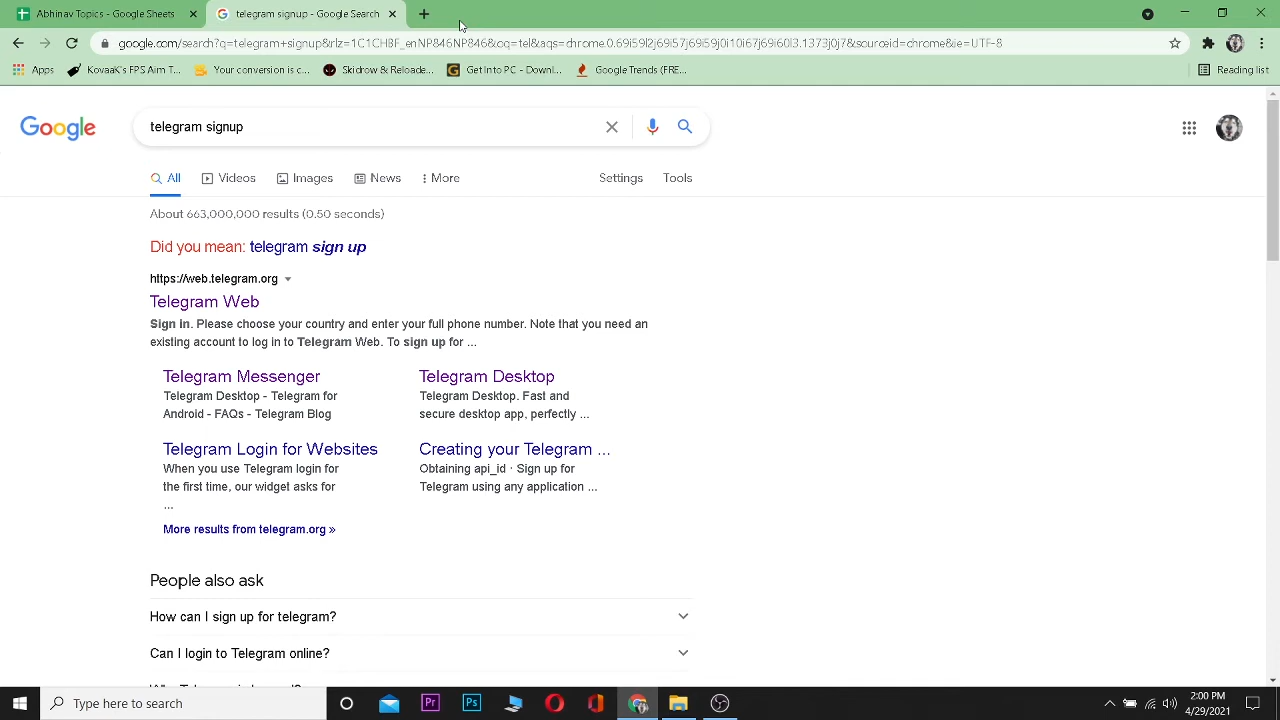 Abhinav Topics - Google Sheets
telegram signup - Google Search
google.com/search?q=telegram+signup&rlz=1C1CHBF_enNP846NP846&oq=tel&aqs=chrome.0.69i59l2j69i57j69i59j0i10i67j69i60l3.1373j0j7&sourceid=chrome&ie=UTF-8
Apps
KovaaK's FPS Aim T...
Your conversion is c...
Skidrow & Reloade...
Get Into PC - Downl...
Google Trends (FRE...
Reading list
Google
telegram signup
All
Videos
Images
News
More
Settings
Tools
About 663,000,000 results (0.50 seconds)
Did you mean: telegram sign up
https://web.telegram.org
Telegram Web
Sign in. Please choose your country and enter your full phone number. Note that you need an
existing account to log in to Telegram Web. To sign up for ...
Telegram Messenger
Telegram Desktop - Telegram for
Android - FAQs - Telegram Blog
Telegram Desktop
Telegram Desktop. Fast and
secure desktop app, perfectly ...
Telegram Login for Websites
When you use Telegram login for
the first time, our widget asks for
...
Creating your Telegram ...
Obtaining api_id · Sign up for
Telegram using any application ...
More results from telegram.org »
People also ask
How can I sign up for telegram?
Can I login to Telegram online?
Type here to search
Pr
Ps
2:00 PM
4/29/2021